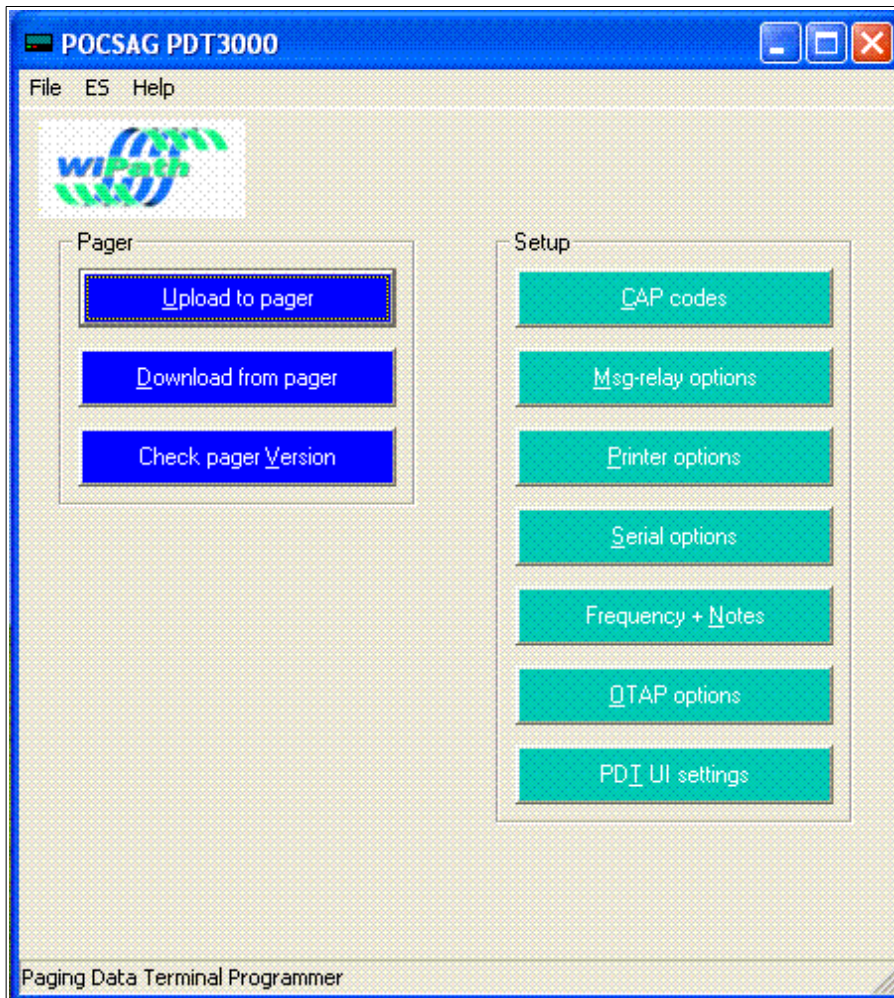 POCSAG PDT3000
File ES Help
WiPath
Pager
Upload to pager
Download from pager
Check pager Version
Setup
CAP codes
Msg-relay options
Printer options
Serial options
Frequency + Notes
OTAP options
PDT UI settings
Paging Data Terminal Programmer